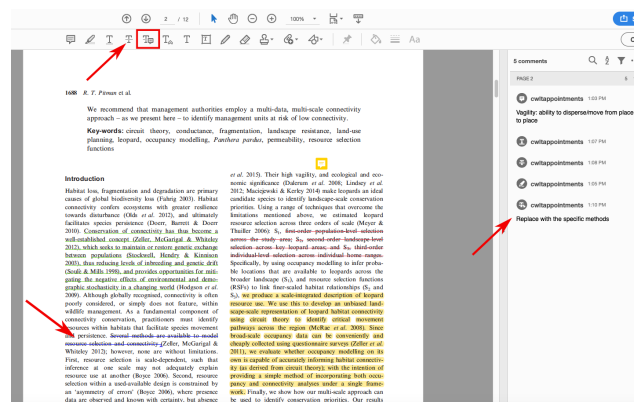 2 / 12
100%
Aa
5 comments
PAGE 2
5
cwitappointments 1:03 PM
Vagility: ability to disperse/move from place
to place
cwitappointments 1:07 PM
cwitappointments 1:08 PM
cwitappointments 1:05 PM
cwitappointments 1:10 PM
Replace with the specific methods
1688 R. T. Pitman et al.
We recommend that management authorities employ a multi-data, multi-scale connectivity
approach – as we present here – to identify management units at risk of low connectivity.
Key-words: circuit theory, conductance, fragmentation, landscape resistance, land-use
planning, leopard, occupancy modelling, Panthera pardus, permeability, resource selection
functions
Introduction
Habitat loss, fragmentation and degradation are primary
causes of global biodiversity loss (Fahrig 2003). Habitat
connectivity confers ecosystems with greater resilience
towards disturbance (Olds et al. 2012), and ultimately
facilitates species persistence (Doerr, Barrett & Doerr
2010). Conservation of connectivity has thus become a
well-established concept (Zeller, McGarigal & Whiteley
2012), which seeks to maintain or restore genetic exchange
between populations (Stockwell, Hendry & Kinnison
2003), thus reducing levels of inbreeding and genetic drift
(Soulé & Mills 1998), and provides opportunities for miti-
gating the negative effects of environmental and demo-
graphic stochasticity in a changing world (Hodgson et al.
2009). Although globally recognised, connectivity is often
poorly considered, or simply does not feature, within
wildlife management. As a fundamental component of
connectivity conservation, practitioners must identify
resources within habitats that facilitate species movement
and persistence. Several methods are available to model
resource selection and connectivity (Zeller, McGarigal &
Whiteley 2012); however, none are without limitations.
First, resource selection is scale-dependent, such that
inference at one scale may not adequately explain
resource use at another (Boyce 2006). Second, resource
selection within a used-available design is constrained by
an 'asymmetry of errors' (Boyce 2006), where presence
data are observed and known with certainty, but absence
et al. 2015). Their high vagility, and ecological and eco-
nomic significance (Dalerum et al. 2008; Lindsey et al.
2012; Maciejewski & Kerley 2014) make leopards an ideal
candidate species to identify landscape-scale conservation
priorities. Using a range of techniques that overcome the
limitations mentioned above, we estimated leopard
resource selection across three orders of scale (Meyer &
Thuiller 2006): S₁, first-order population-level selection
across the study area; S₂, second-order landscape-level
selection across key leopard areas; and S₃, third-order
individual-level selection across individual home ranges.
Specifically, by using occupancy modelling to infer proba-
ble locations that are available to leopards across the
broader landscape (S₁), and resource selection functions
(RSFs) to link finer-scaled habitat relationships (S₂ and
S₃), we produce a scale-integrated description of leopard
resource use. We use this to develop an unbiased land-
scape-scale representation of leopard habitat connectivity
using circuit theory to identify critical movement
pathways across the region (McRae et al. 2008). Since
broad-scale occupancy data can be conveniently and
cheaply collected using questionnaire surveys (Zeller et al.
2011), we evaluate whether occupancy modelling on its
own is capable of accurately informing habitat connectiv-
ity (as derived from circuit theory); with the intention of
providing a simple method of incorporating both occu-
pancy and connectivity analyses under a single frame-
work. Finally, we show how our multi-scale approach can
be used to identify conservation priorities. Our results